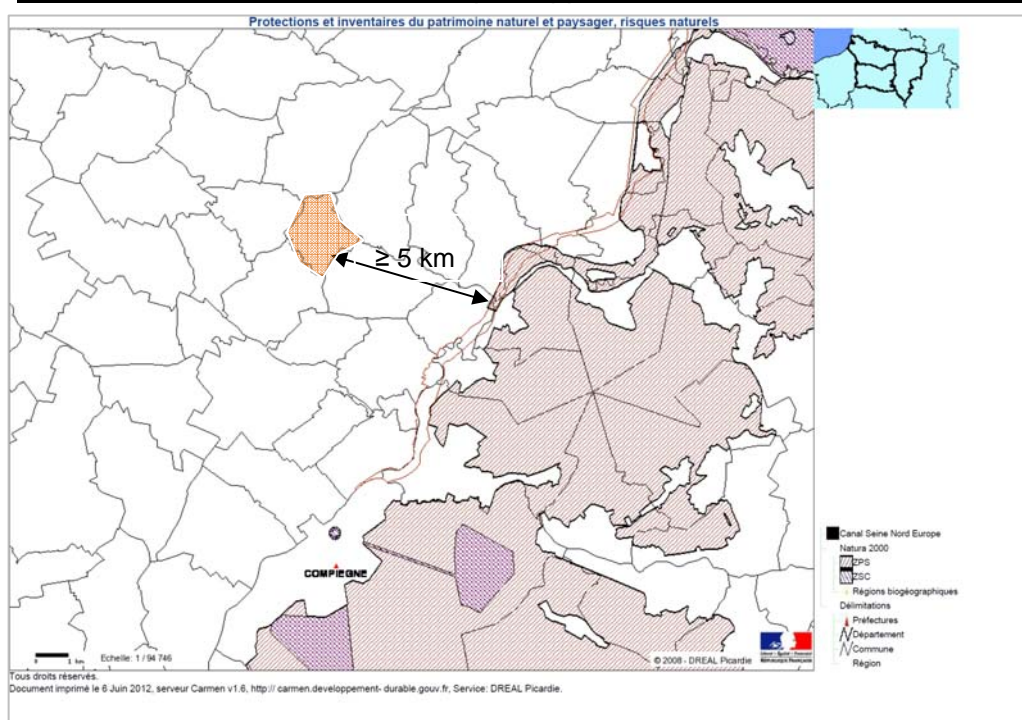 Protections et inventaires du patrimoine naturel et paysager, risques naturels
≥ 5 km
COMPIEGNE
1 km
Echelle: 1 / 94 746
© 2008 - DREAL Picardie
Canal Seine Nord Europe
Natura 2000
ZPS
ZSC
Régions biogéographiques
Délimitations
Préfectures
Département
Commune
Région
Tous droits réservés.
Document imprimé le 6 Juin 2012, serveur Carmen v1.6, http:// carmen.developpement- durable.gouv.fr, Service: DREAL Picardie.